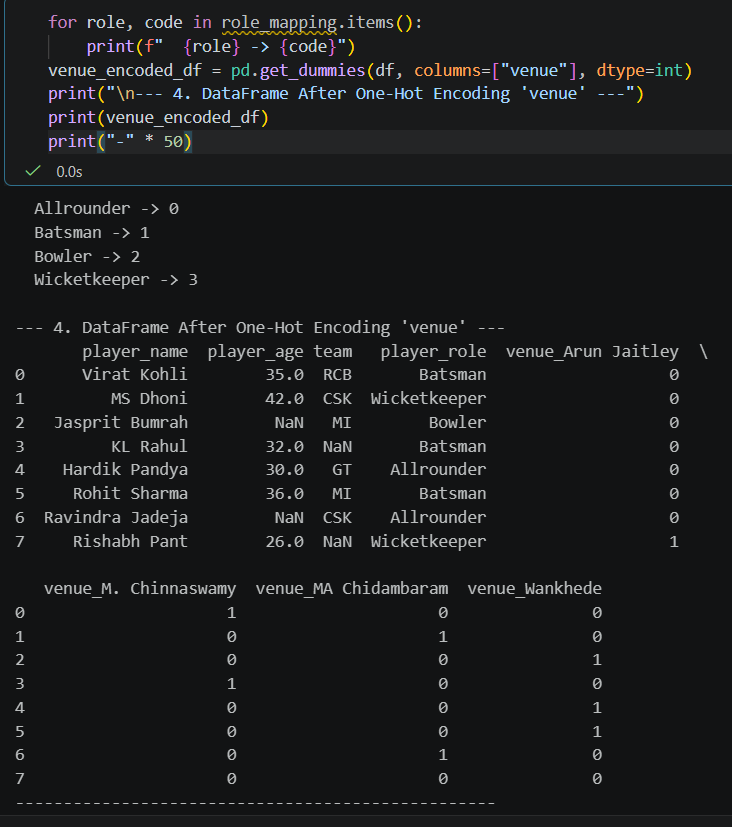 for role, code in role_mapping.items():
    print(f"  {role} -> {code}")
venue_encoded_df = pd.get_dummies(df, columns=["venue"], dtype=int)
print("\n--- 4. DataFrame After One-Hot Encoding 'venue' ---")
print(venue_encoded_df)
print("-" * 50)
0.0s
  Allrounder -> 0
  Batsman -> 1
  Bowler -> 2
  Wicketkeeper -> 3

--- 4. DataFrame After One-Hot Encoding 'venue' ---
       player_name  player_age team   player_role  venue_Arun Jaitley  \
0      Virat Kohli        35.0  RCB       Batsman                   0
1         MS Dhoni        42.0  CSK  Wicketkeeper                   0
2   Jasprit Bumrah         NaN   MI        Bowler                   0
3         KL Rahul        32.0  NaN       Batsman                   0
4    Hardik Pandya        30.0   GT    Allrounder                   0
5     Rohit Sharma        36.0   MI       Batsman                   0
6  Ravindra Jadeja         NaN  CSK    Allrounder                   0
7     Rishabh Pant        26.0  NaN  Wicketkeeper                   1

   venue_M. Chinnaswamy  venue_MA Chidambaram  venue_Wankhede
0                      1                     0               0
1                      0                     1               0
2                      0                     0               1
3                      1                     0               0
4                      0                     0               1
5                      0                     0               1
6                      0                     1               0
7                      0                     0               0
--------------------------------------------------